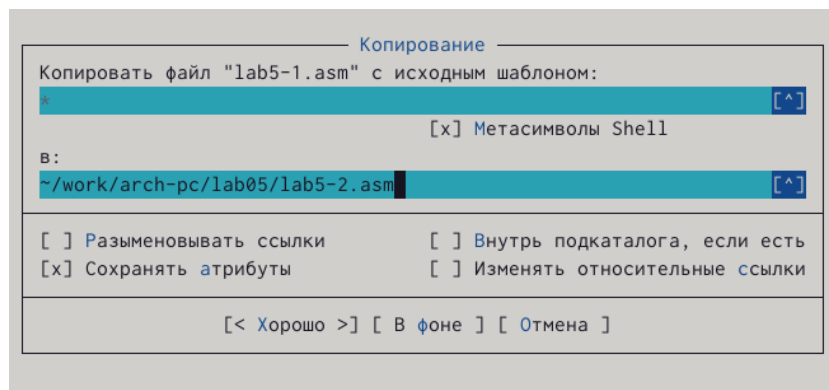 Копирование
Копировать файл "lab5-1.asm" с исходным шаблоном:
* [^]
[x] Метасимволы Shell
в:
~/work/arch-pc/lab05/lab5-2.asm [^]
[ ] Разыменовывать ссылки [ ] Внутрь подкаталога, если есть
[x] Сохранять атрибуты [ ] Изменять относительные ссылки
[< Хорошо >] [ В фоне ] [ Отмена ]